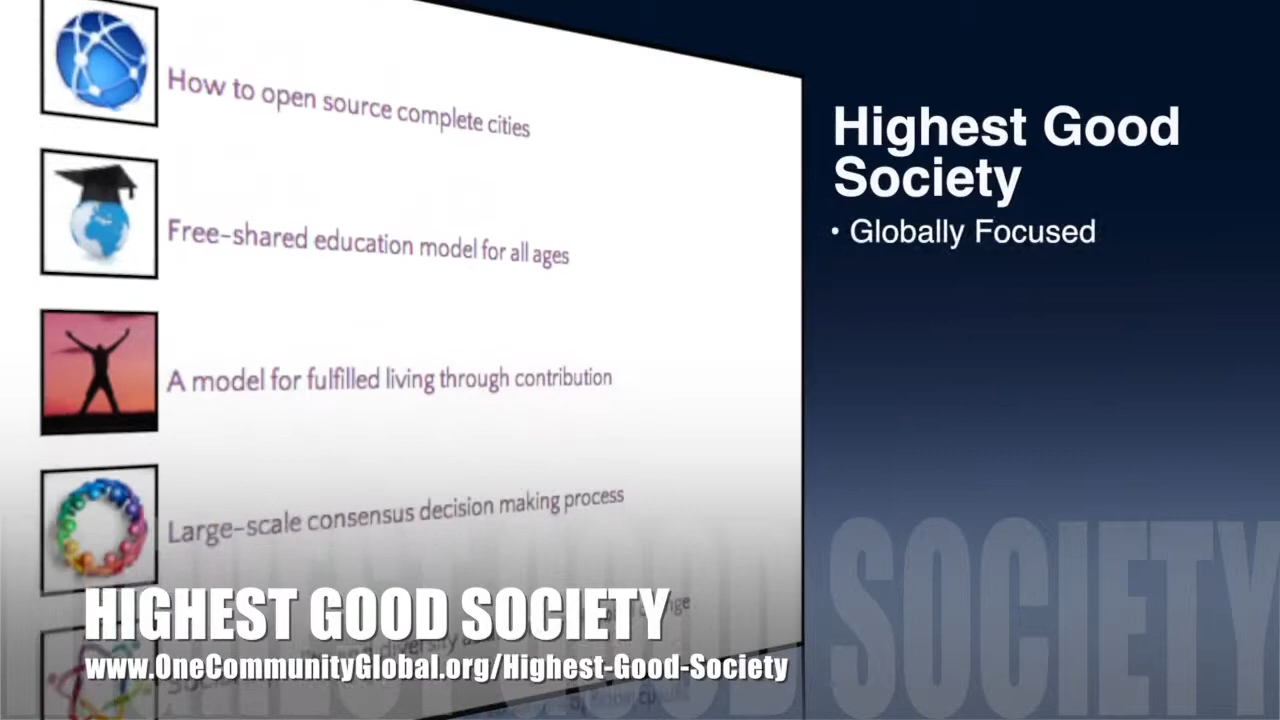 How to open source complete cities
Free-shared education model for all ages
A model for fulfilled living through contribution
Large-scale consensus decision making process
Highest Good
Society
• Globally Focused
HIGHEST GOOD SOCIETY
www.OneCommunityGlobal.org/Highest-Good-Society
HIGHEST GOOD SOCIETY